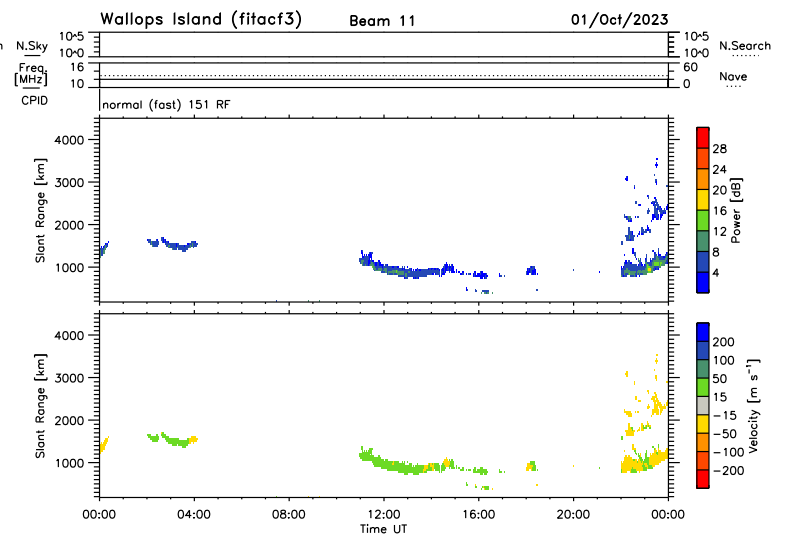 Wallops Island (fitacf3) Beam 11 01/Oct/2023
n N.Sky 10^5 10^0 10^5 10^0 N.Search
Freq. [MHz] 16 10 60 0 Nave
CPID normal (fast) 151 RF
Slant Range [km]
4000
3000
2000
1000
28
24
20
16
12
8
4
Power [dB]
Slant Range [km]
4000
3000
2000
1000
200
100
50
15
-15
-50
-100
-200
Velocity [m s⁻¹]
00:00 04:00 08:00 12:00 16:00 20:00 00:00
Time UT